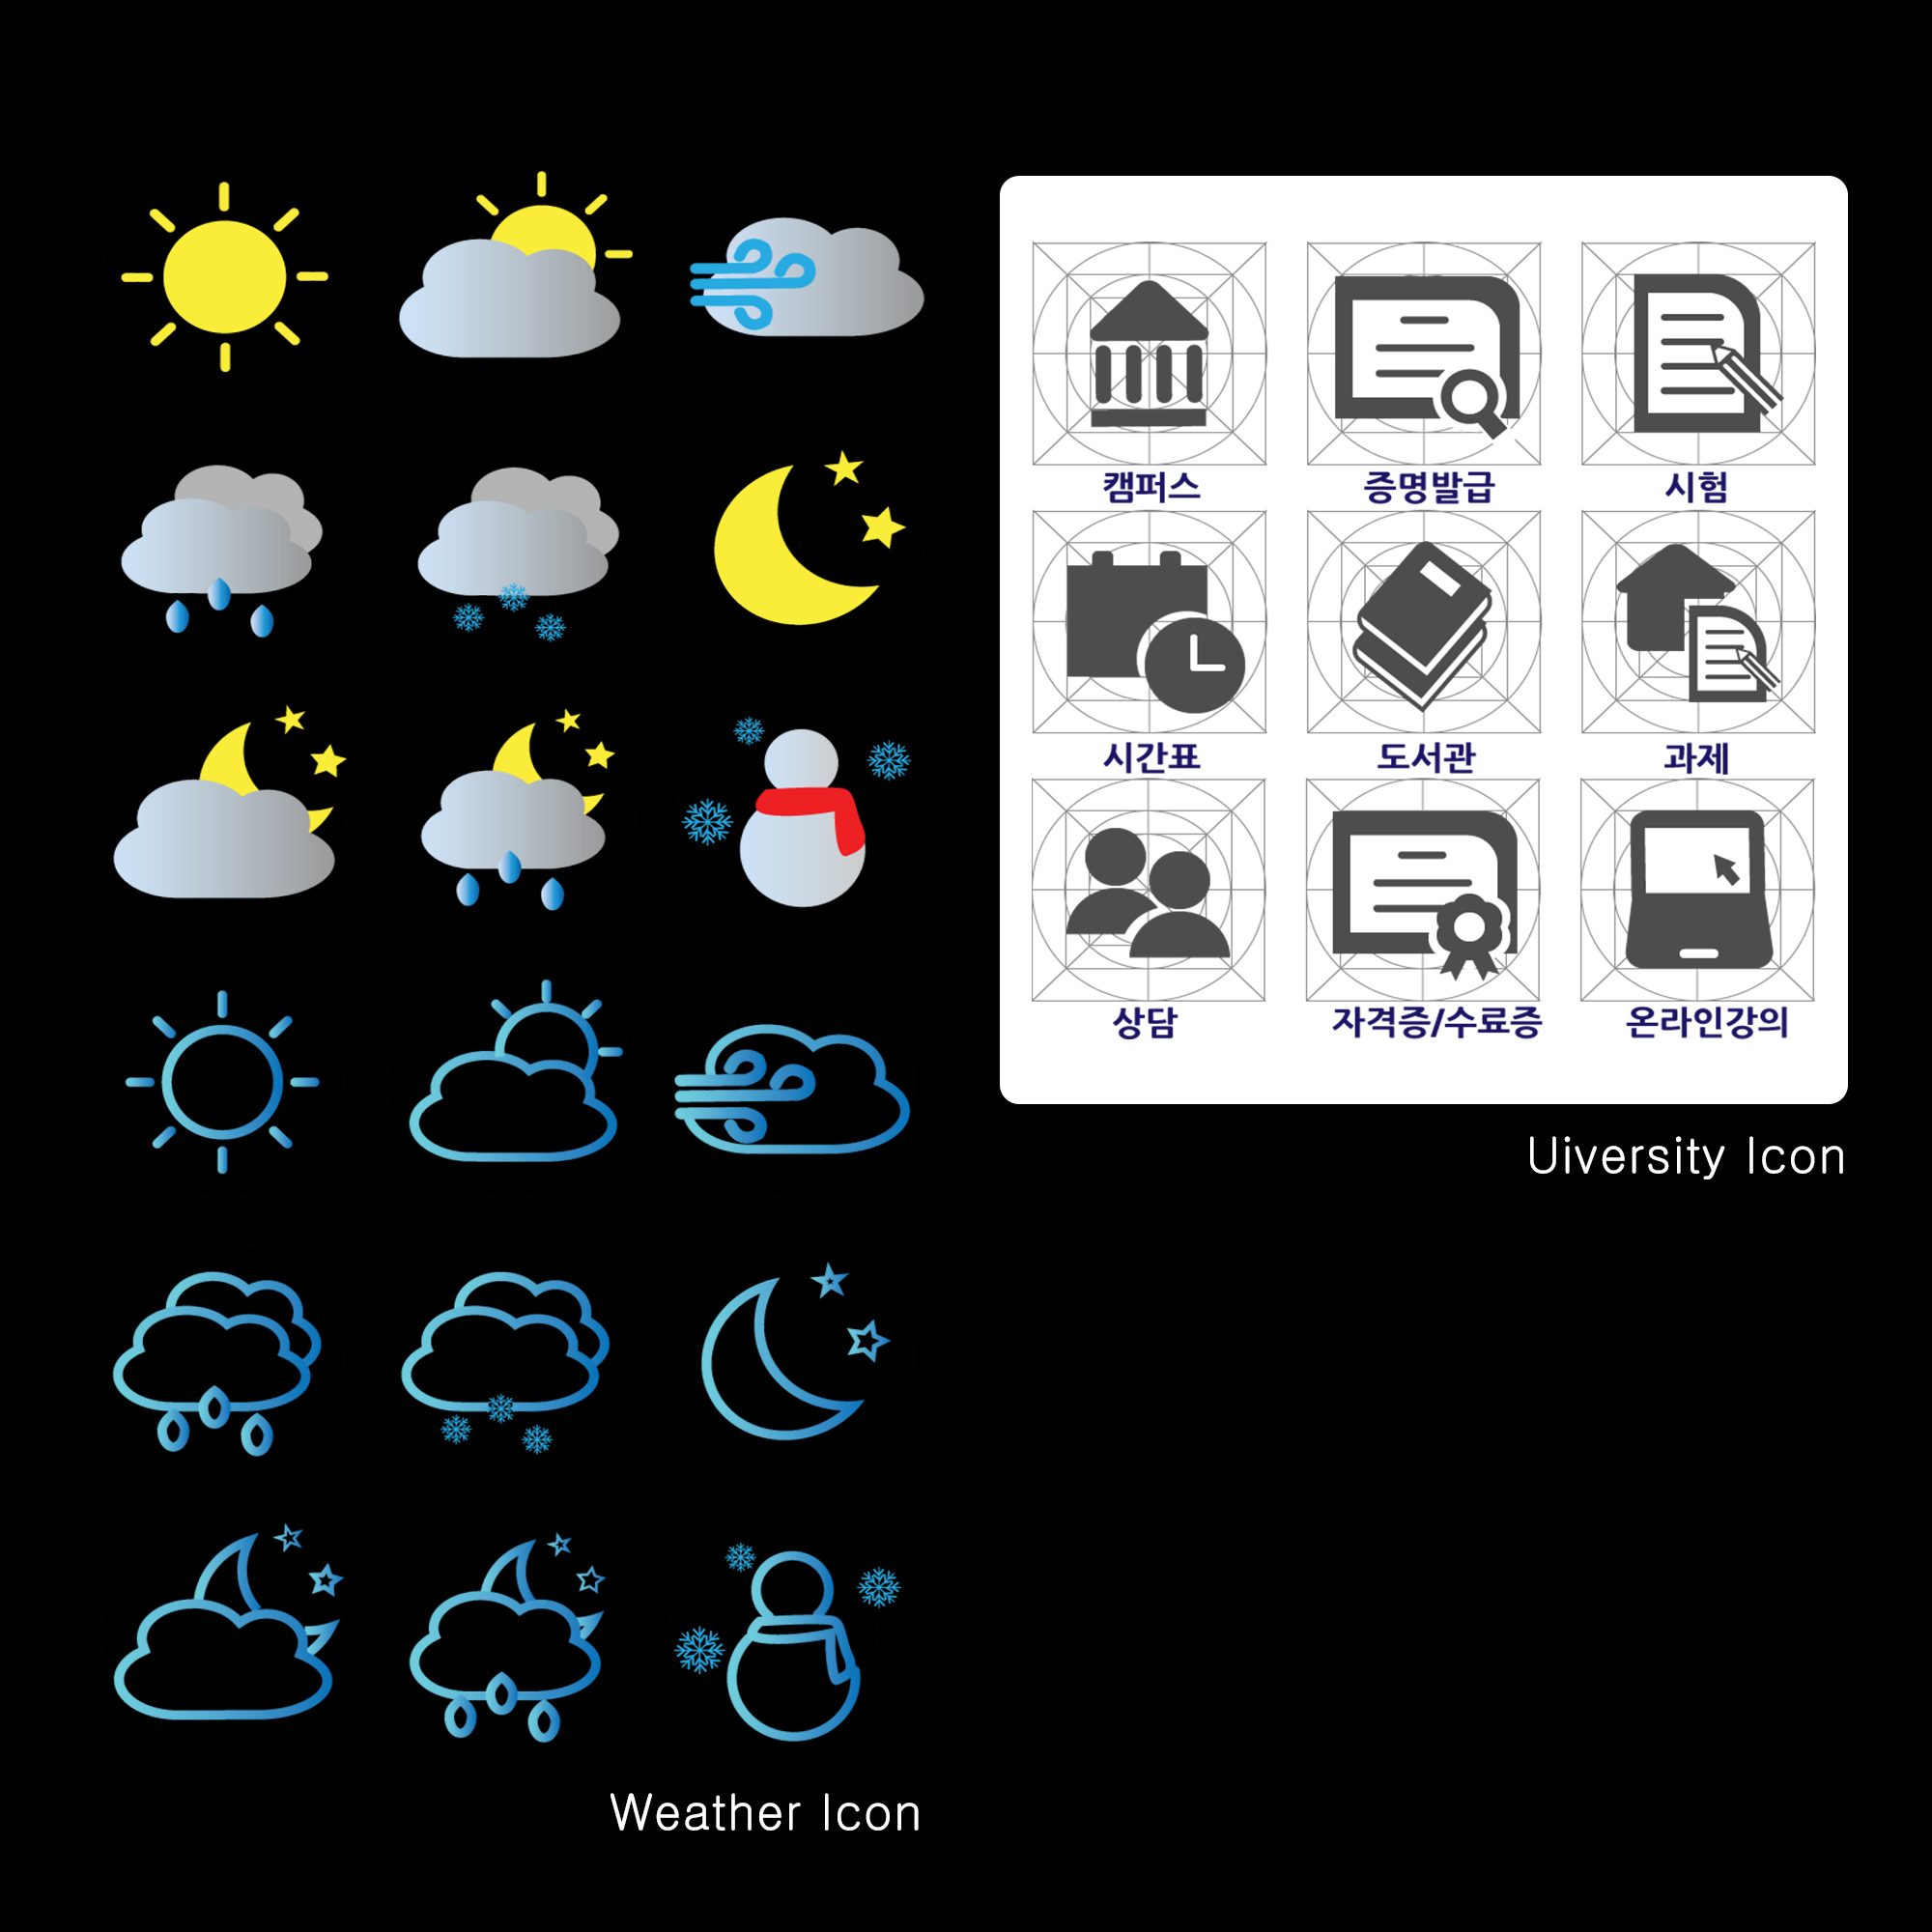 캠퍼스
증명발급
시험
시간표
도서관
과제
상담
자격증/수료증
온라인강의
Uiversity Icon
Weather Icon